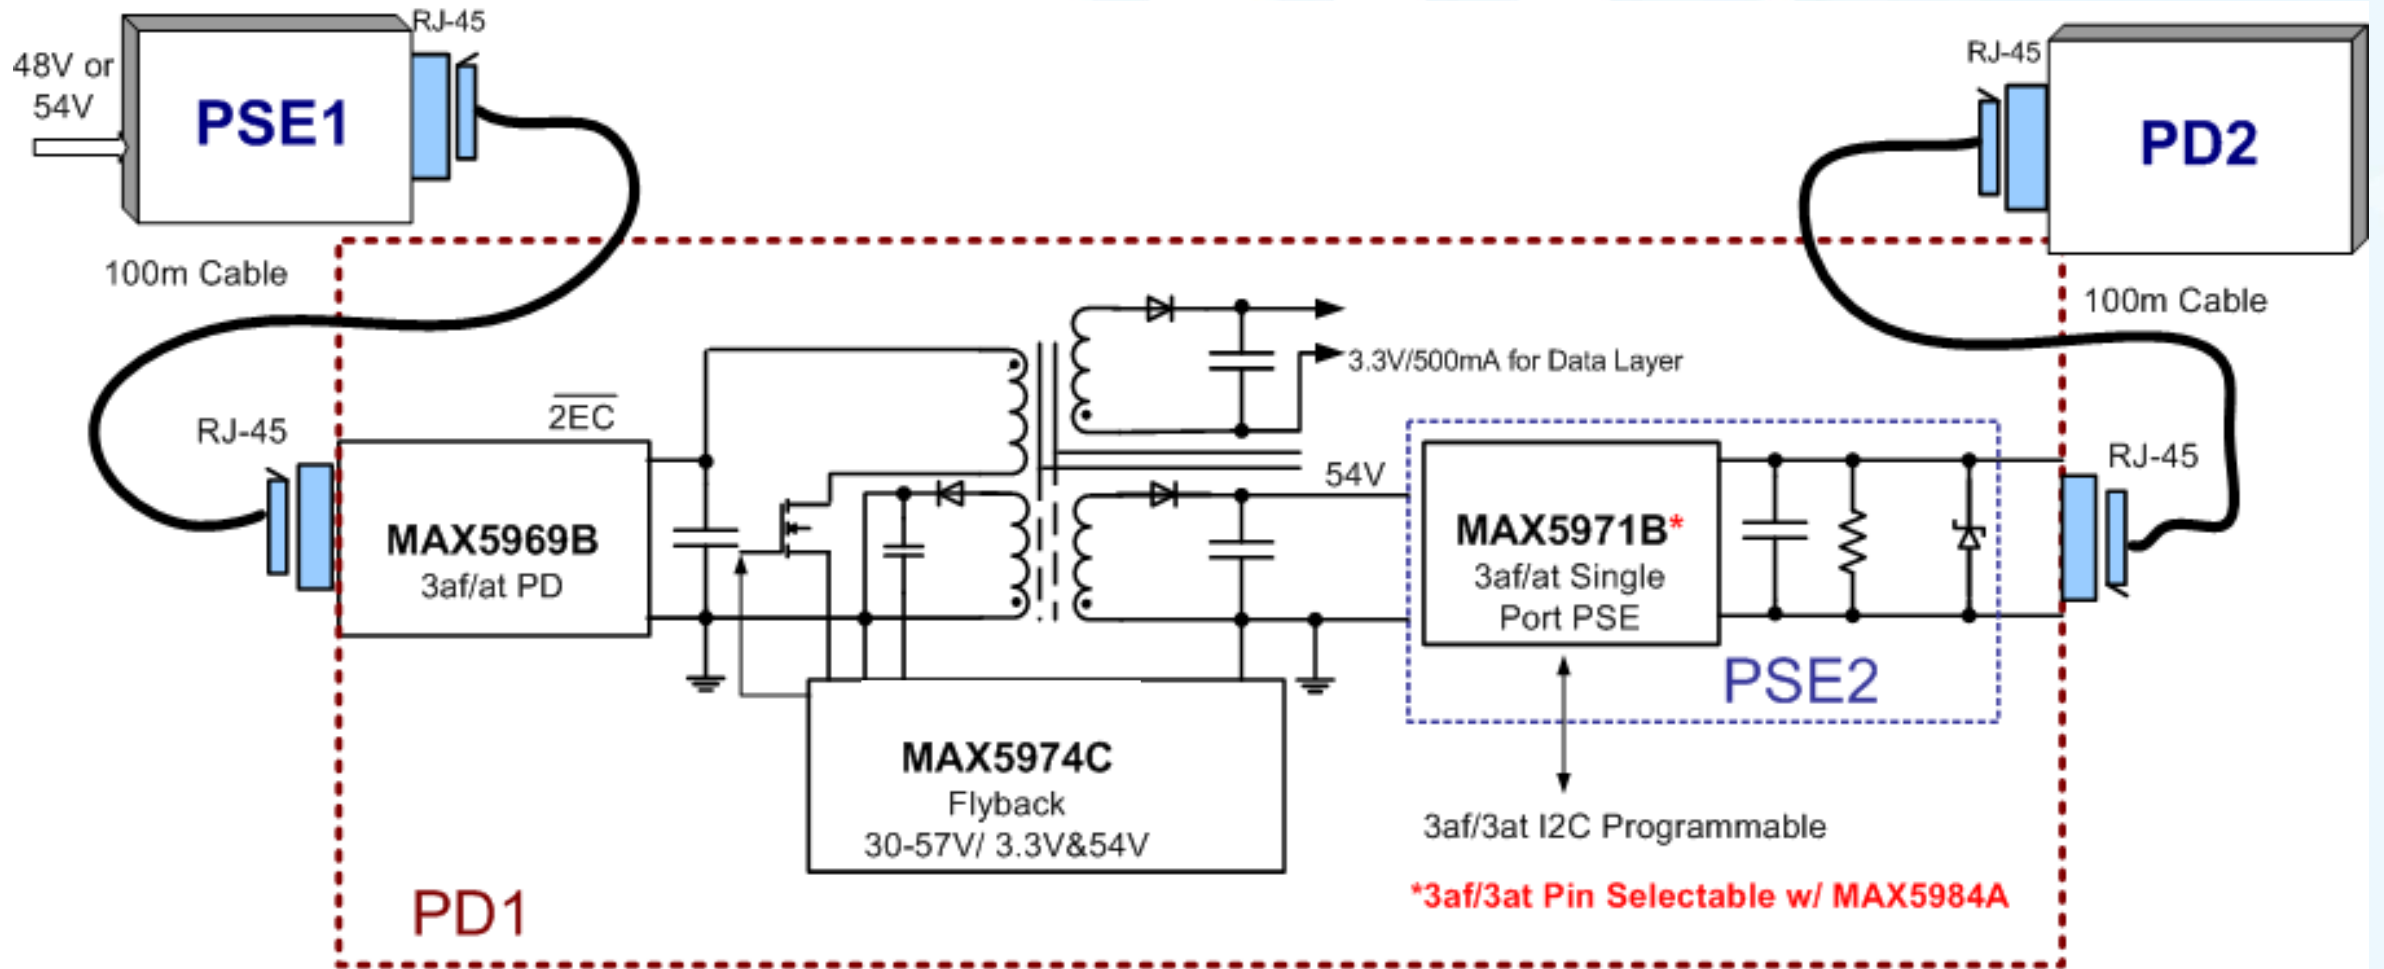 RJ-45
48V or
54V
PSE1
RJ-45
PD2
100m Cable
100m Cable
3.3V/500mA for Data Layer
2EC
RJ-45
54V
RJ-45
MAX5969B
3af/at PD
MAX5971B*
3af/at Single
Port PSE
PSE2
MAX5974C
Flyback
30-57V/ 3.3V&54V
3af/3at I2C Programmable
*3af/3at Pin Selectable w/ MAX5984A
PD1